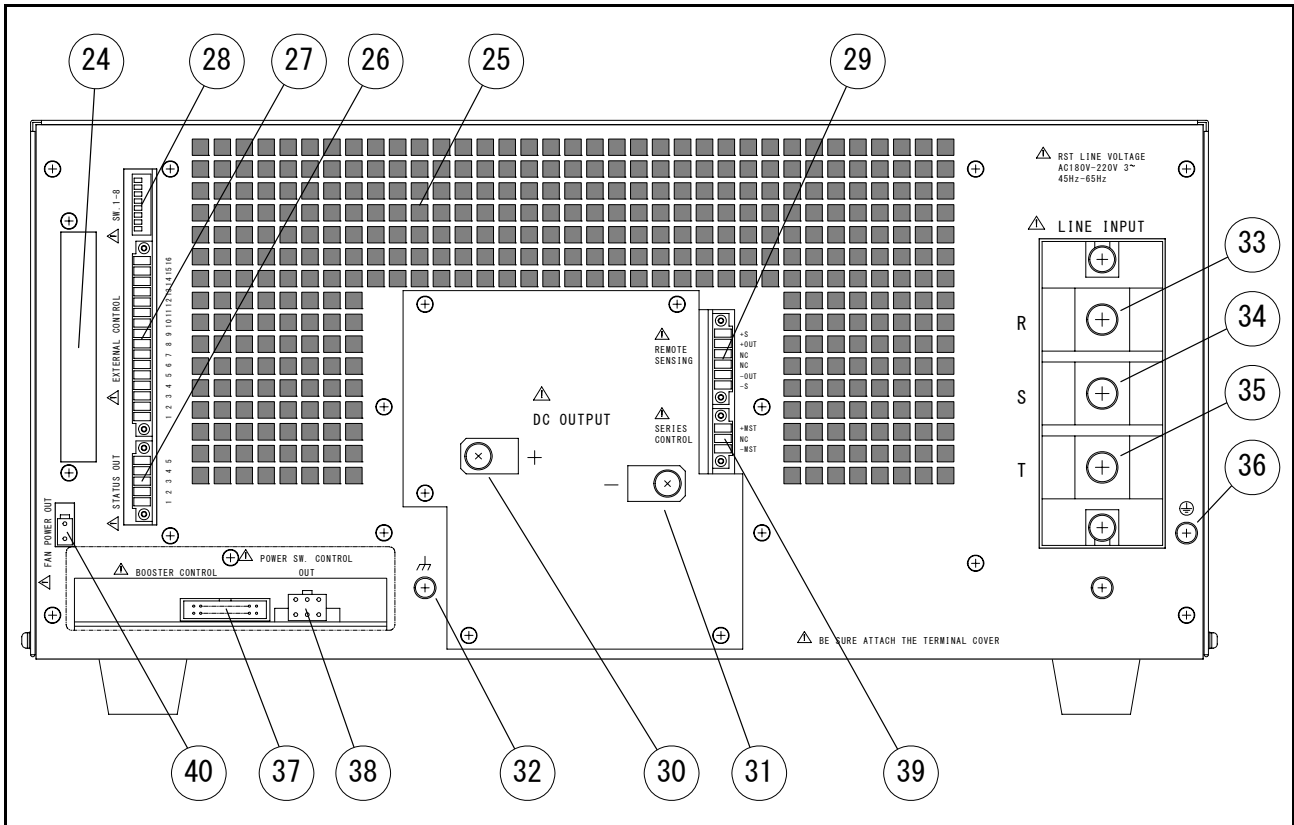 24
28
27
26
25
29
RST LINE VOLTAGE
AC180V-220V 3~
45Hz-65Hz
LINE INPUT
R
S
T
33
34
35
36
SW.1-8
EXTERNAL CONTROL
1 2 3 4 5 6 7 8 9 10 11 12 13 14 15 16
STATUS OUT
1 2 3 4 5
FAN POWER OUT
REMOTE
SENSING
+S
+OUT
NC
NC
-OUT
-S
SERIES
CONTROL
+MST
NC
-MST
DC OUTPUT
+
−
POWER SW. CONTROL
OUT
BOOSTER CONTROL
BE SURE ATTACH THE TERMINAL COVER
40
37
38
32
30
31
39